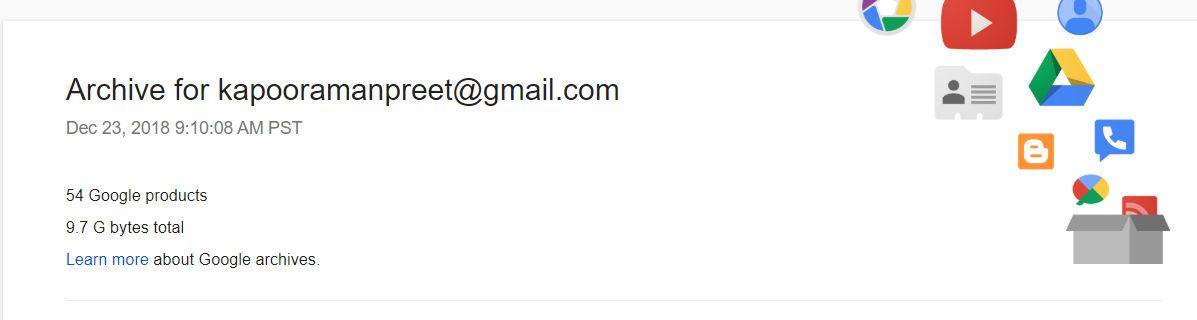 Archive for kapooramanpreet@gmail.com
Dec 23, 2018 9:10:08 AM PST
54 Google products
9.7 G bytes total
Learn more about Google archives.